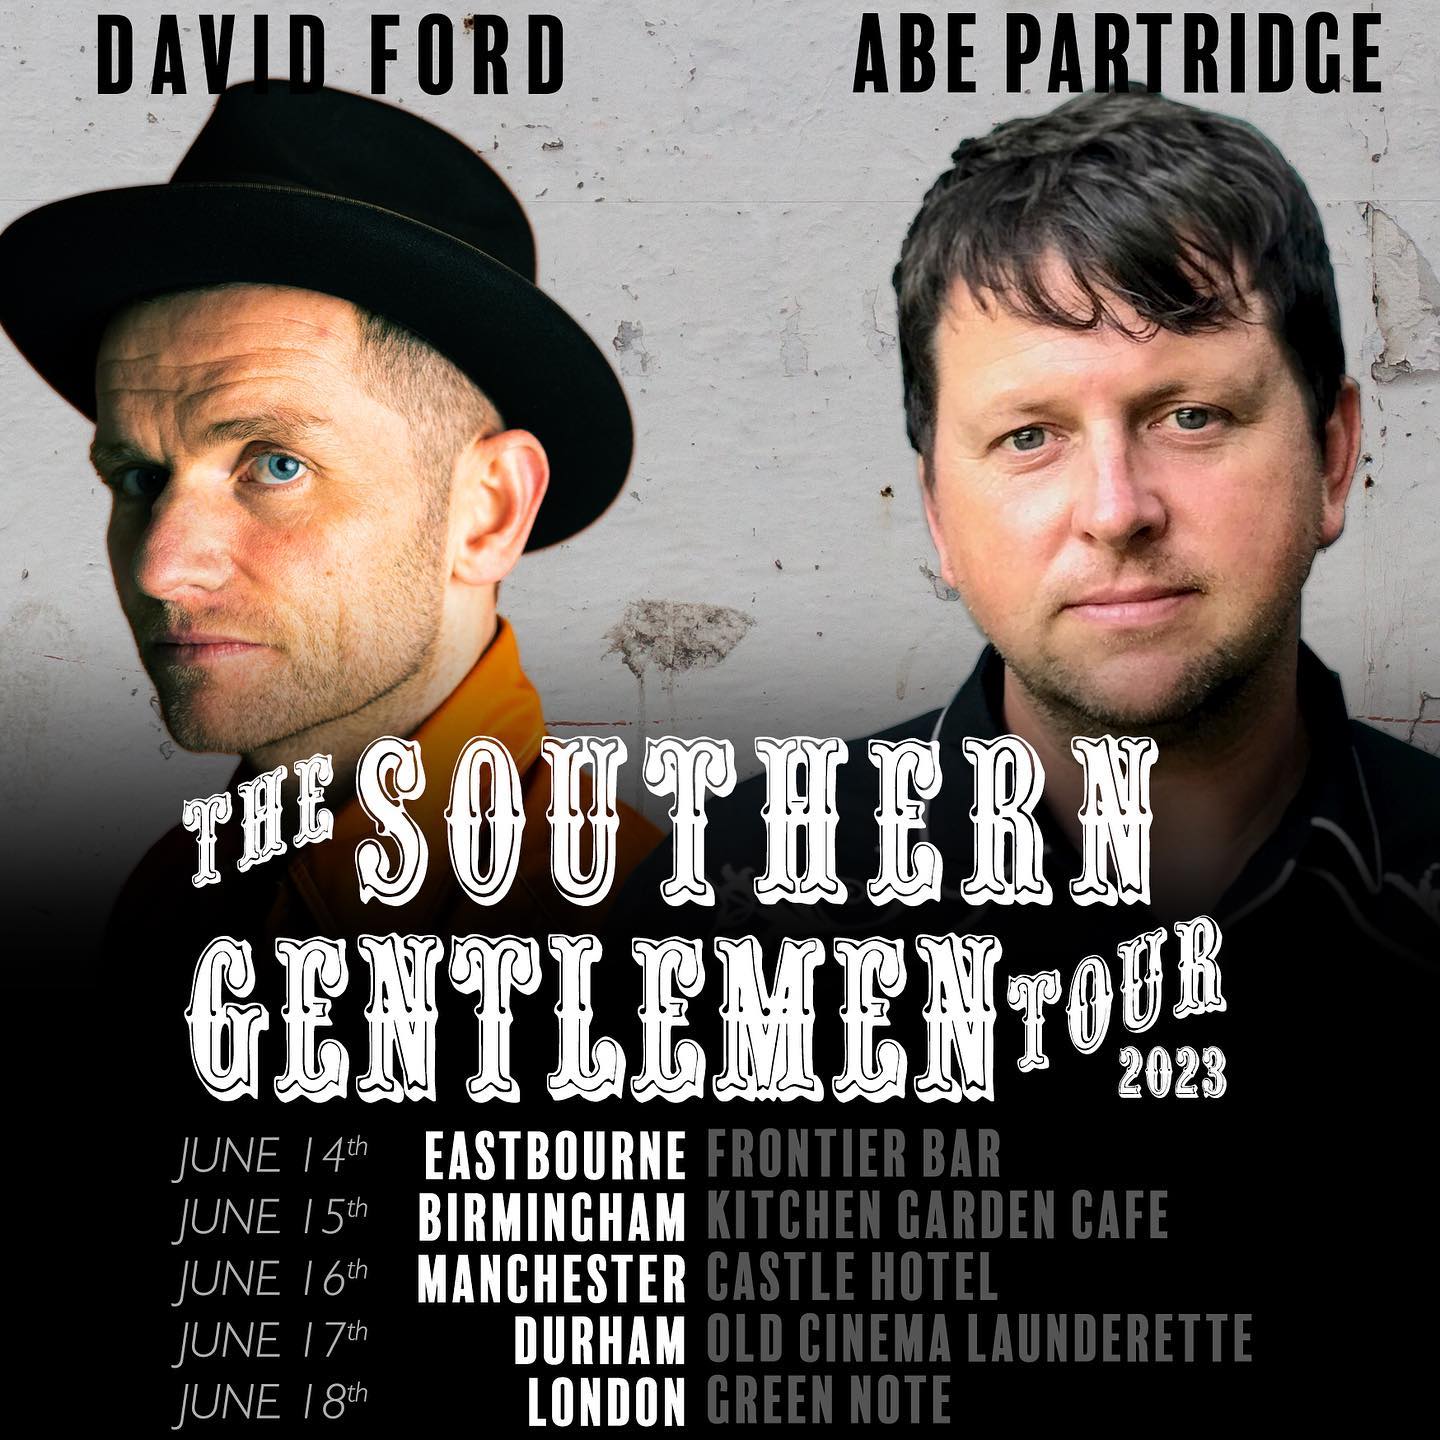 DAVID FORD
ABE PARTRIDGE
THE SOUTHERN
GENTLEMEN TOUR
2023
JUNE 14th EASTBOURNE FRONTIER BAR
JUNE 15th BIRMINGHAM KITCHEN GARDEN CAFE
JUNE 16th MANCHESTER CASTLE HOTEL
JUNE 17th DURHAM OLD CINEMA LAUNDERETTE
JUNE 18th LONDON GREEN NOTE